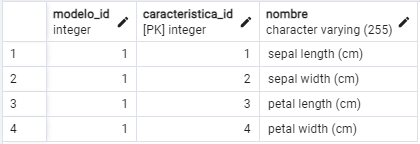 modelo_id caracteristica_id nombre
integer [PK] integer character varying (255)
1 1 1 sepal length (cm)
2 1 2 sepal width (cm)
3 1 3 petal length (cm)
4 1 4 petal width (cm)